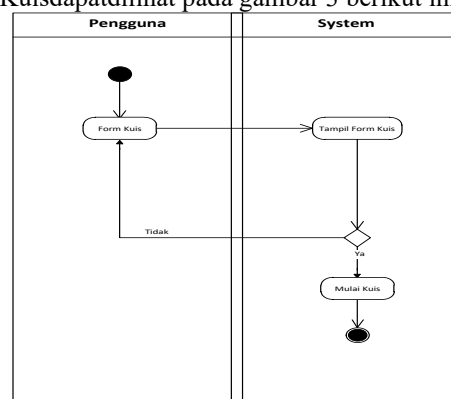 Kuisdapatdilihat pada gambar 3 berikut ini
Pengguna
System
Form Kuis
Tampil Form Kuis
Tidak
Ya
Mulai Kuis